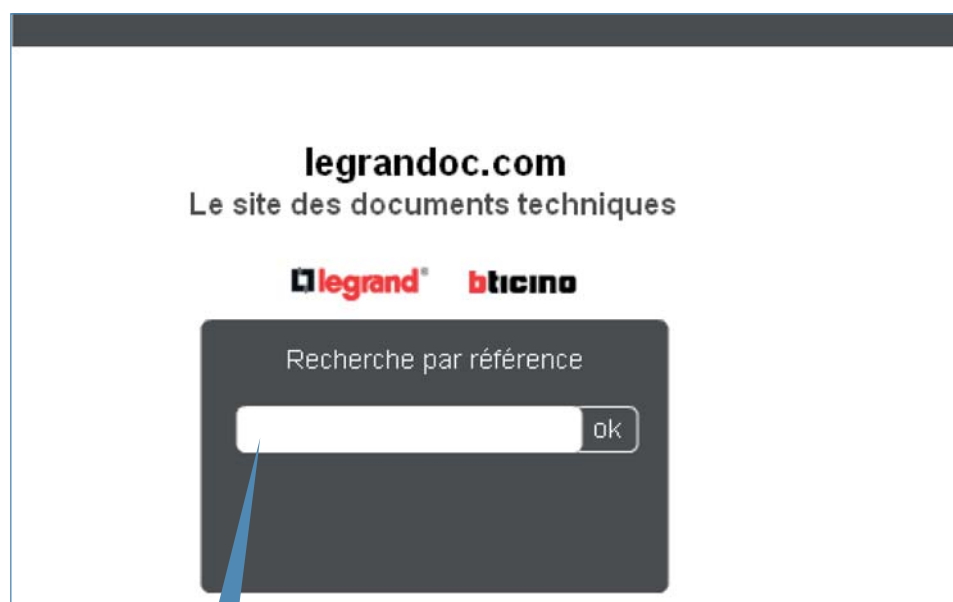 legrandoc.com
Le site des documents techniques
legrand® bticino
Recherche par référence
ok